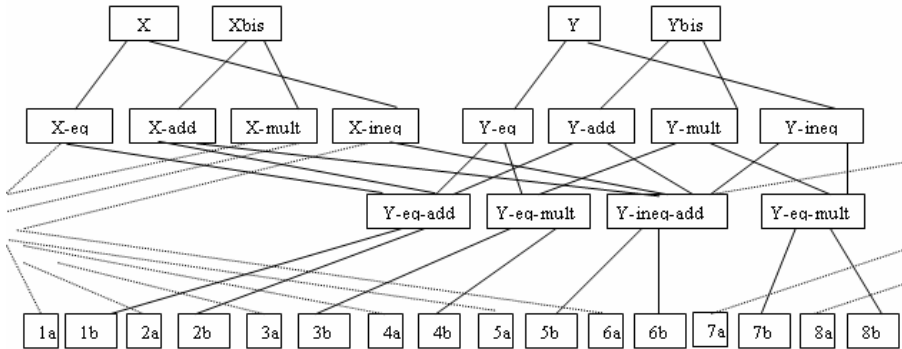 X Xbis Y Ybis
X-eq X-add X-mult X-ineq Y-eq Y-add Y-mult Y-ineq
Y-eq-add Y-eq-mult Y-ineq-add Y-eq-mult
1a 1b 2a 2b 3a 3b 4a 4b 5a 5b 6a 6b 7a 7b 8a 8b